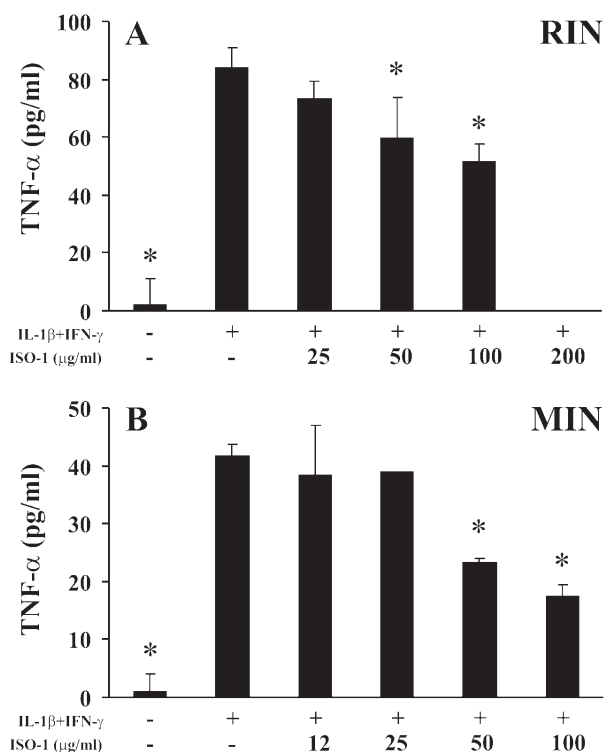 A RIN
TNF-α (pg/ml)
100
80
60
40
20
0
*
*
*
IL-1β+IFN-γ - + + + + +
ISO-1 (μg/ml) - - 25 50 100 200
B MIN
TNF-α (pg/ml)
50
40
30
20
10
0
*
*
*
IL-1β+IFN-γ - + + + + +
ISO-1 (μg/ml) - - 12 25 50 100